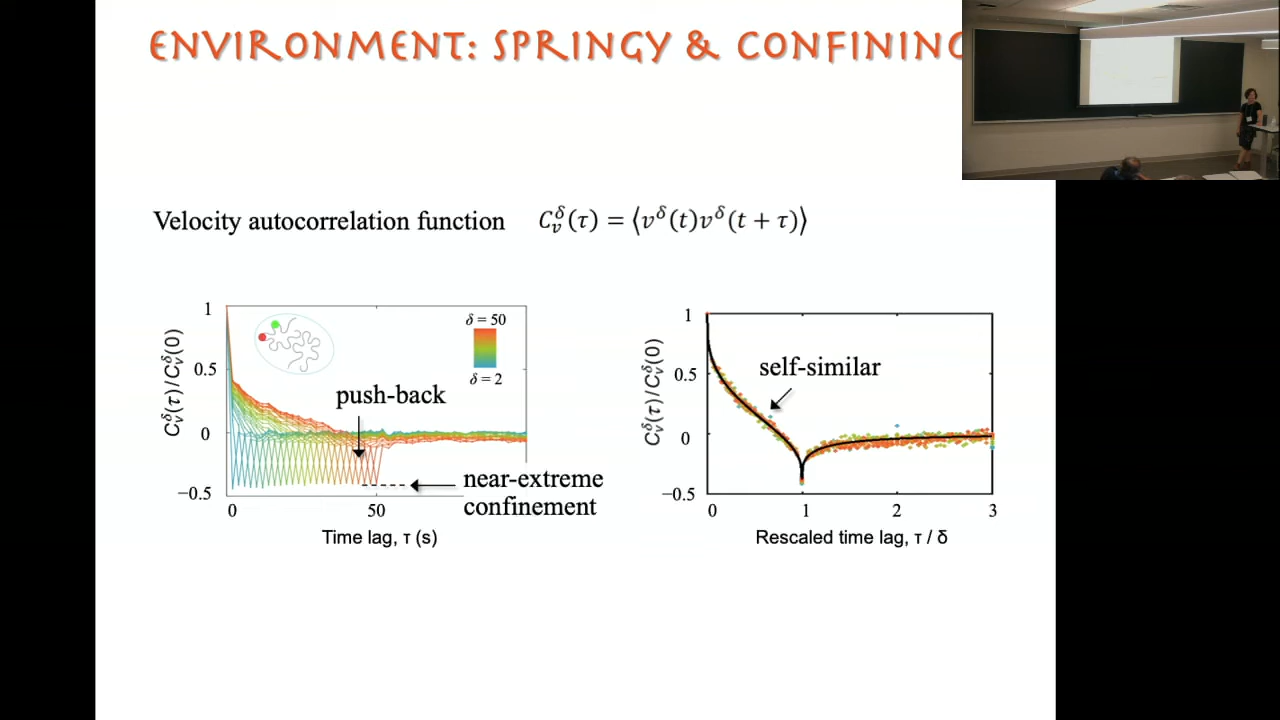 ENVIRONMENT: SPRINGY & CONFINING
Velocity autocorrelation function C_v^δ(τ) = ⟨v^δ(t)v^δ(t + τ)⟩
C_v^δ(τ)/C_v^δ(0)
1
0.5
0
−0.5
δ = 50
δ = 2
push-back
near-extreme
confinement
0
50
Time lag, τ (s)
C_v^δ(τ)/C_v^δ(0)
1
0.5
0
−0.5
self-similar
0
1
2
3
Rescaled time lag, τ / δ